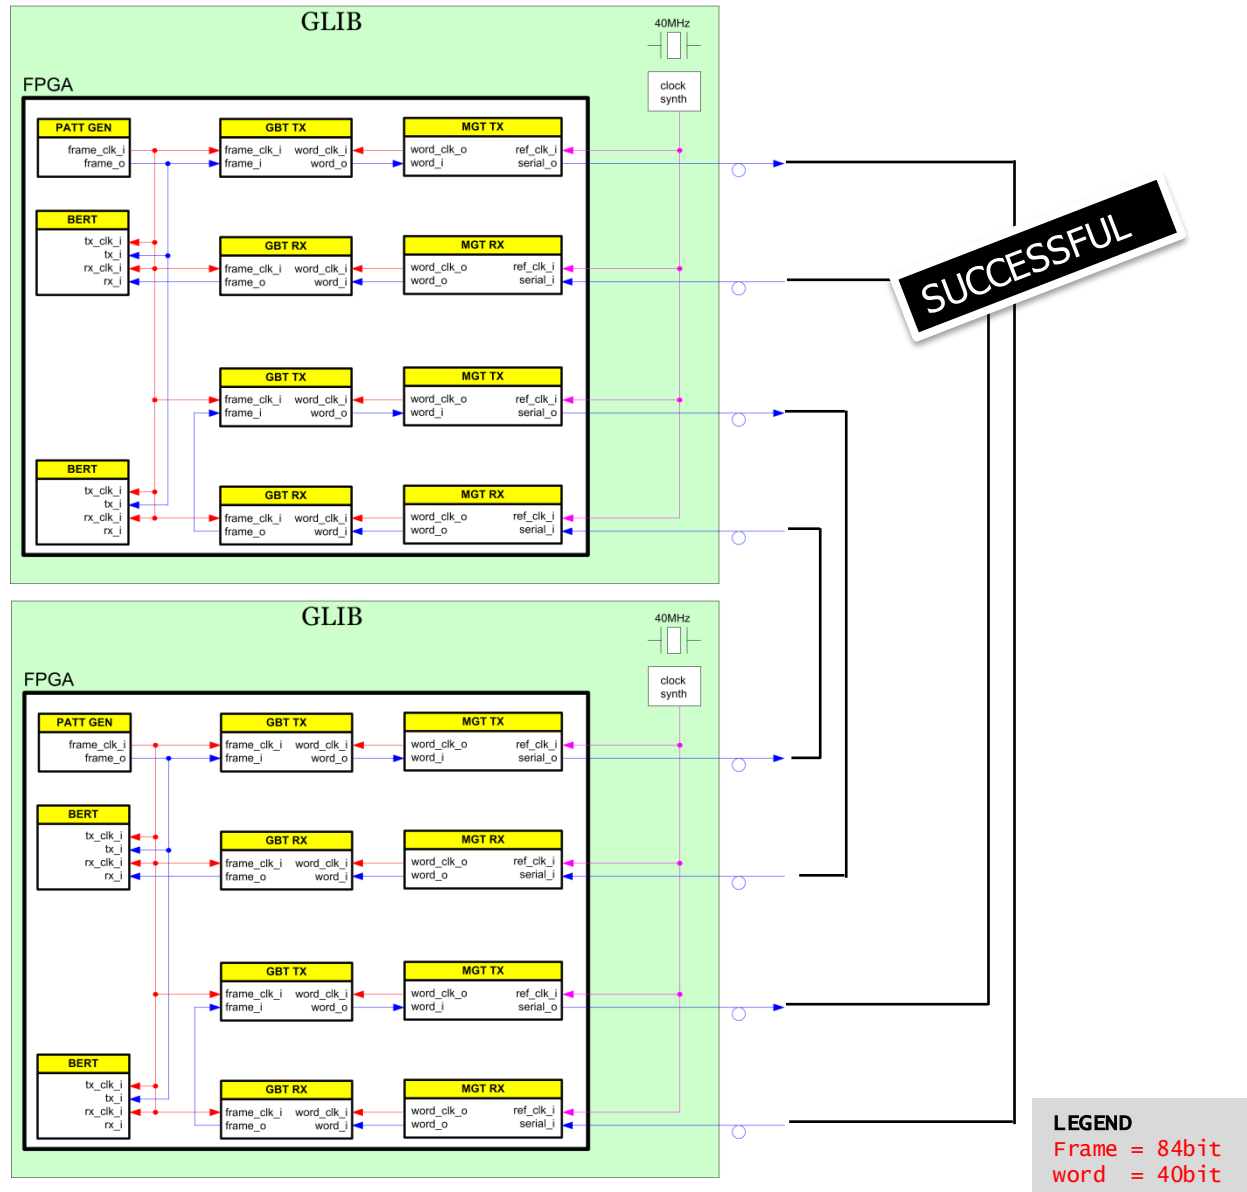 GLIB
40MHz
clock
synth
FPGA
PATT GEN
frame_clk_i
frame_o
GBT TX
frame_clk_i word_clk_i
frame_i word_o
MGT TX
word_clk_o ref_clk_i
word_i serial_o
BERT
tx_clk_i
tx_i
rx_clk_i
rx_i
GBT RX
frame_clk_i word_clk_i
frame_o word_i
MGT RX
word_clk_o ref_clk_i
word_o serial_i
SUCCESSFUL
GBT TX
frame_clk_i word_clk_i
frame_i word_o
MGT TX
word_clk_o ref_clk_i
word_i serial_o
BERT
tx_clk_i
tx_i
rx_clk_i
rx_i
GBT RX
frame_clk_i word_clk_i
frame_o word_i
MGT RX
word_clk_o ref_clk_i
word_o serial_i
GLIB
40MHz
clock
synth
FPGA
PATT GEN
frame_clk_i
frame_o
GBT TX
frame_clk_i word_clk_i
frame_i word_o
MGT TX
word_clk_o ref_clk_i
word_i serial_o
BERT
tx_clk_i
tx_i
rx_clk_i
rx_i
GBT RX
frame_clk_i word_clk_i
frame_o word_i
MGT RX
word_clk_o ref_clk_i
word_o serial_i
GBT TX
frame_clk_i word_clk_i
frame_i word_o
MGT TX
word_clk_o ref_clk_i
word_i serial_o
BERT
tx_clk_i
tx_i
rx_clk_i
rx_i
GBT RX
frame_clk_i word_clk_i
frame_o word_i
MGT RX
word_clk_o ref_clk_i
word_o serial_i
LEGEND
Frame = 84bit
word = 40bit